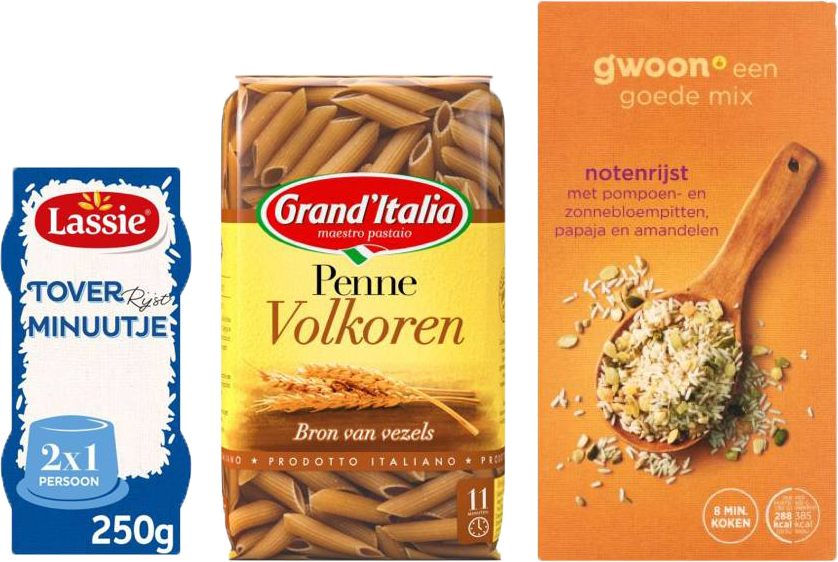 Lassie®
TOVER Rijst
MINUUTJE
2x1
PERSOON
250g
Grand'Italia
maestro pastaio
Penne
Volkoren
Bron van vezels
PRODOTTO ITALIANO
11
MINUTEN
gwoon een
goede mix
notenrijst
met pompoen- en
zonnebloempitten,
papaja en amandelen
8 MIN.
KOKEN
288 385
kcal kcal